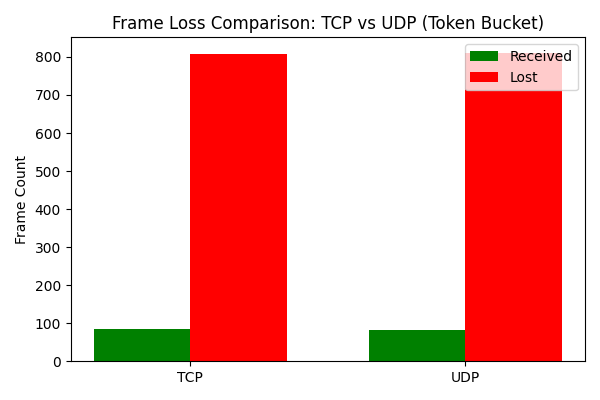 Frame Loss Comparison: TCP vs UDP (Token Bucket)
Received
Lost
Frame Count
800
700
600
500
400
300
200
100
0
TCP
UDP